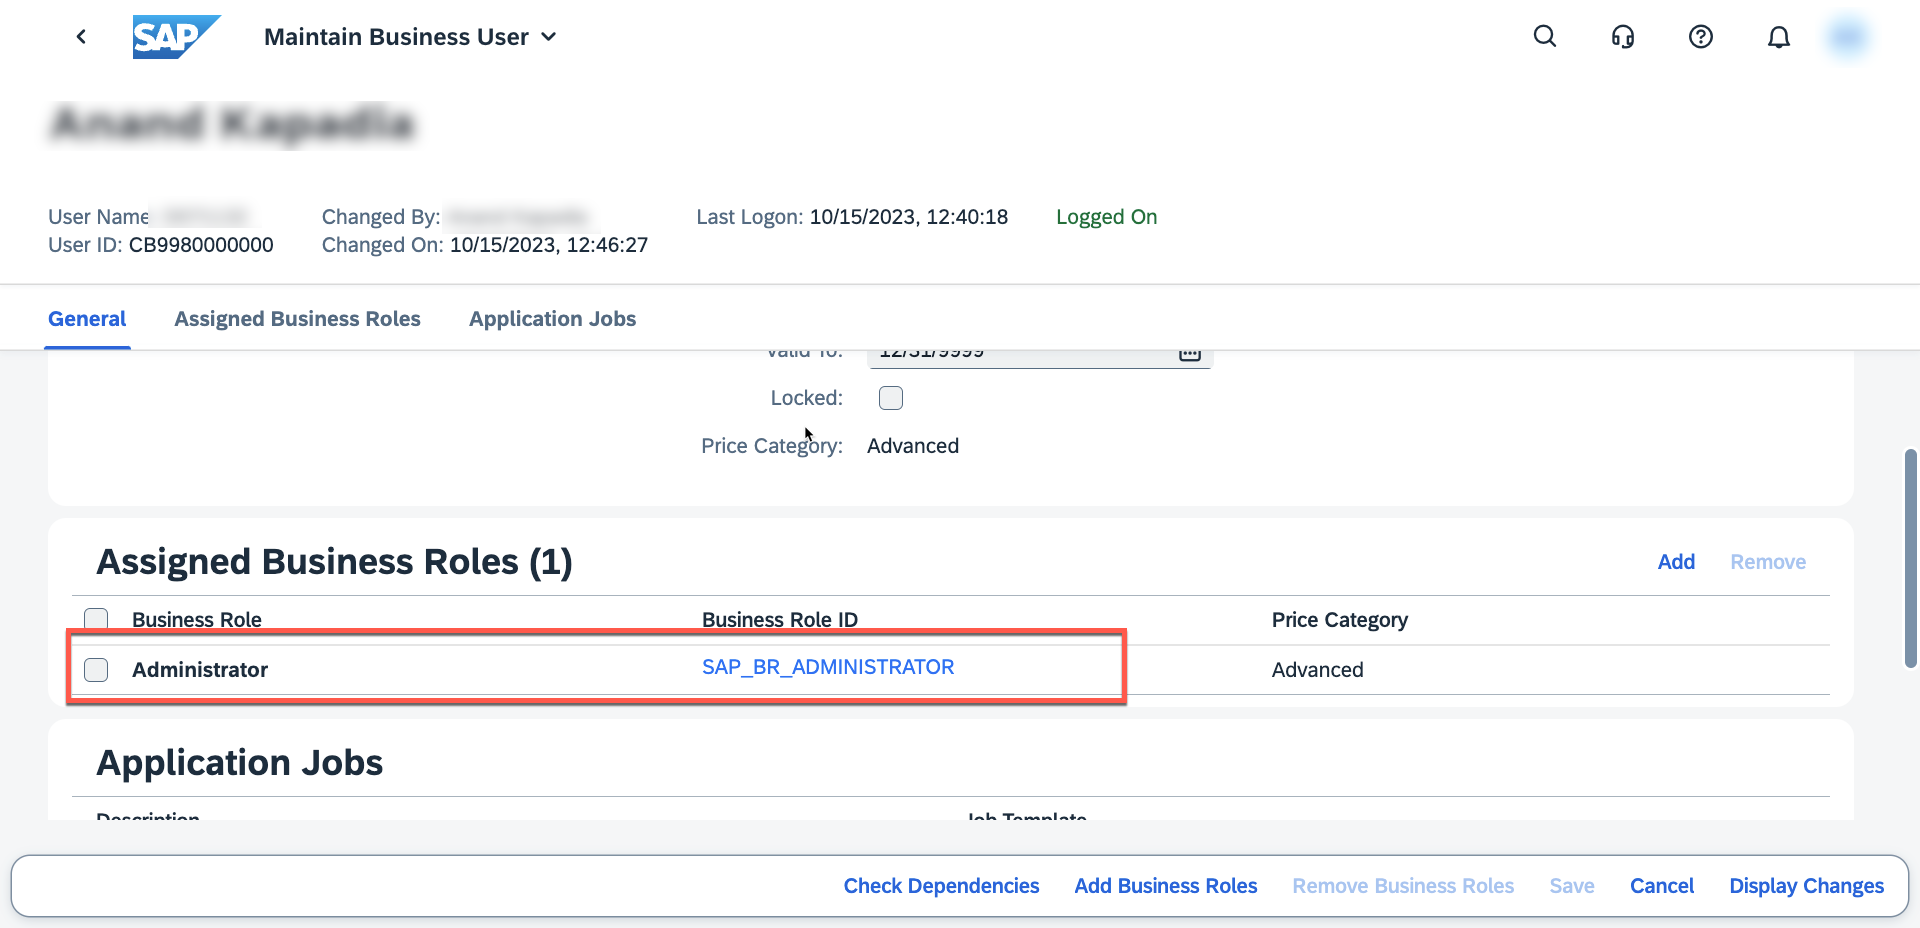 SAP Maintain Business User
User Name: Changed By: Last Logon: 10/15/2023, 12:40:18 Logged On
User ID: CB9980000000 Changed On: 10/15/2023, 12:46:27
General Assigned Business Roles Application Jobs
Valid To: 12/31/9999
Locked:
Price Category: Advanced
Assigned Business Roles (1) Add Remove
Business Role Business Role ID Price Category
Administrator SAP_BR_ADMINISTRATOR Advanced
Application Jobs
Description Job Template
Check Dependencies Add Business Roles Remove Business Roles Save Cancel Display Changes